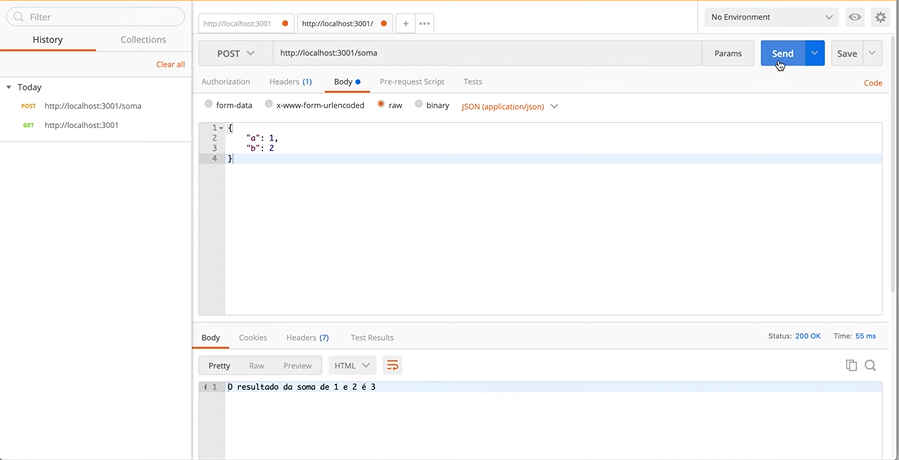 Filter
History Collections
Clear all
Today
POST http://localhost:3001/soma
GET http://localhost:3001
http://localhost:3001 http://localhost:3001/ + •••
No Environment
POST http://localhost:3001/soma Params Send Save
Authorization Headers (1) Body Pre-request Script Tests Code
form-data x-www-form-urlencoded raw binary JSON (application/json)
1 {
2 "a": 1,
3 "b": 2
4 }
Body Cookies Headers (7) Test Results Status: 200 OK Time: 55 ms
Pretty Raw Preview HTML
i 1 O resultado da soma de 1 e 2 é 3